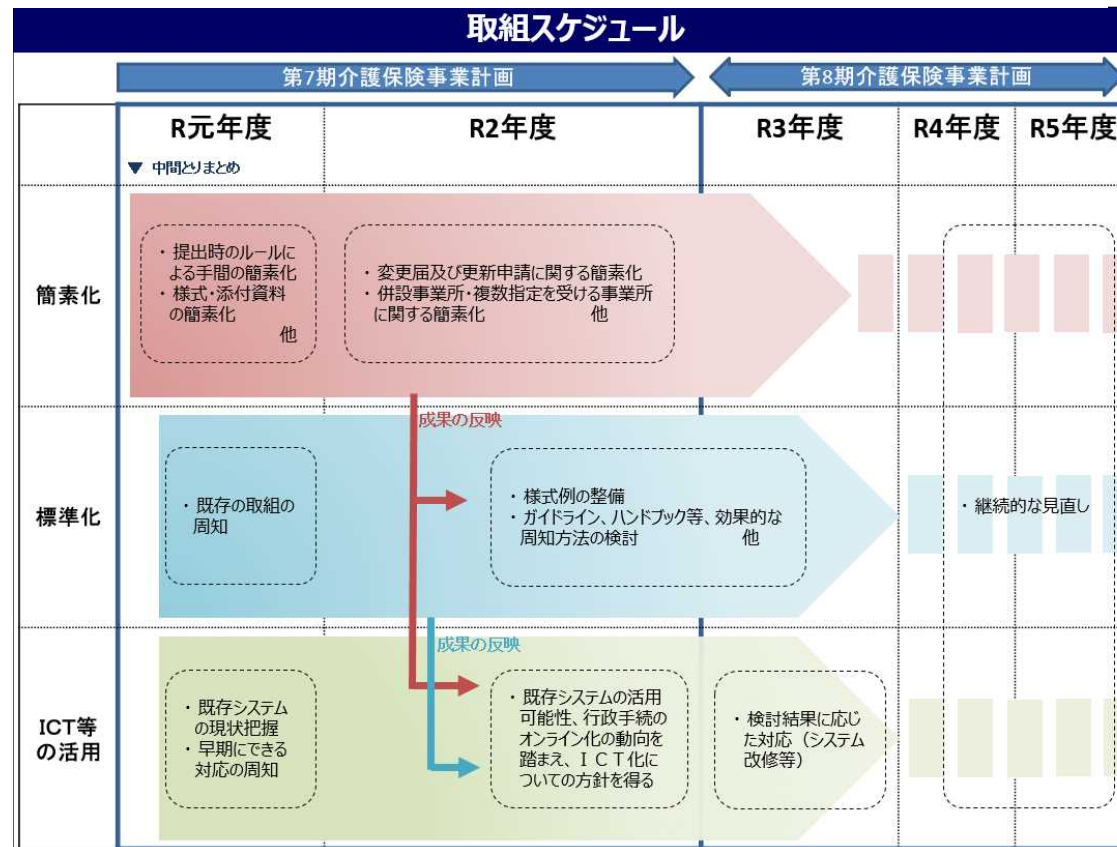 取組スケジュール
第7期介護保険事業計画
第8期介護保険事業計画
R元年度
R2年度
R3年度
R4年度
R5年度
▼ 中間とりまとめ
簡素化
・提出時のルールに
よる手間の簡素化
・様式・添付資料
の簡素化
他
・変更届及び更新申請に関する簡素化
・併設事業所・複数指定を受ける事業所
に関する簡素化 他
成果の反映
標準化
・既存の取組の
周知
・様式例の整備
・ガイドライン、ハンドブック等、効果的な
周知方法の検討 他
・継続的な見直し
成果の反映
ICT等
の活用
・既存システム
の現状把握
・早期にできる
対応の周知
・既存システムの活用
可能性、行政手続の
オンライン化の動向を
踏まえ、ＩＣＴ化に
ついての方針を得る
・検討結果に応じ
た対応（システム
改修等）